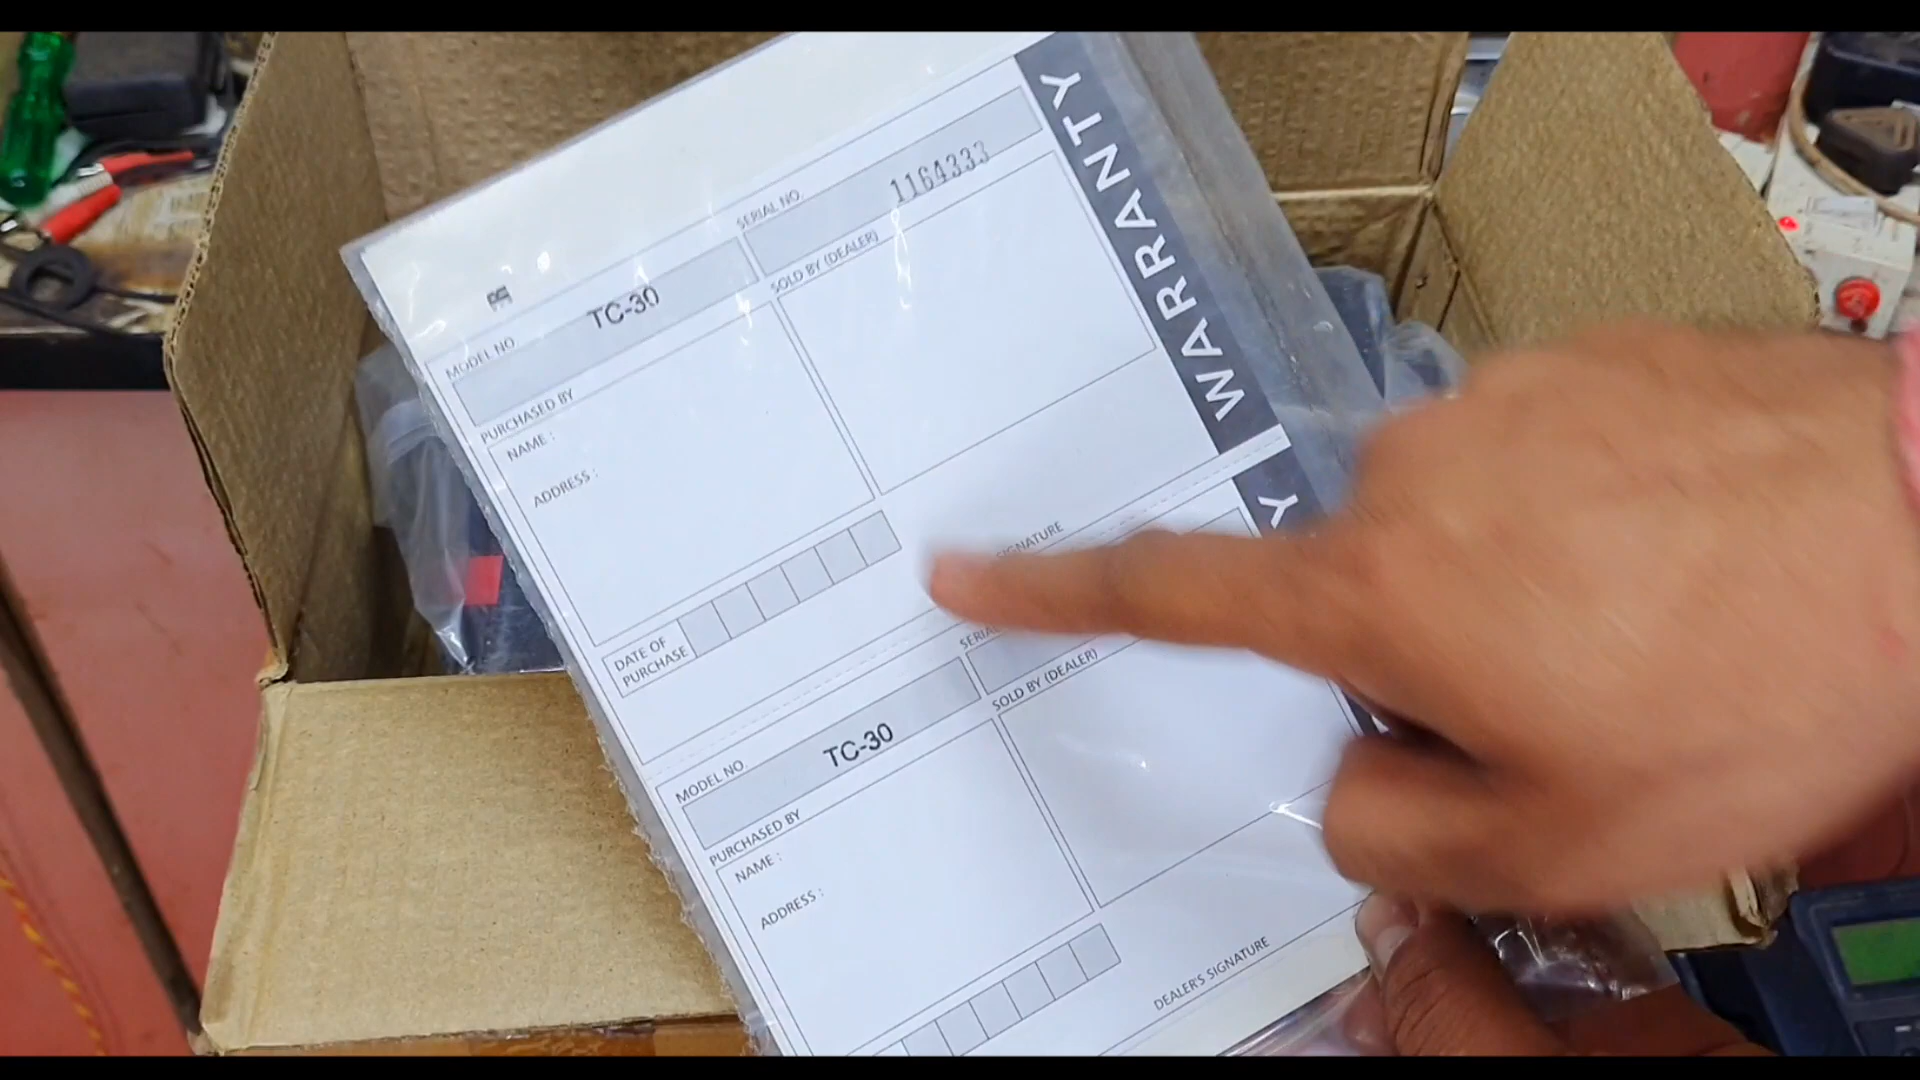 WARRANTY
MODEL NO
TC-30
SERIAL NO.
1164333
PURCHASED BY
NAME :
ADDRESS :
SOLD BY (DEALER)
DATE OF
PURCHASE
SIGNATURE
MODEL NO.
TC-30
PURCHASED BY
NAME :
ADDRESS :
SOLD BY (DEALER)
DEALER'S SIGNATURE